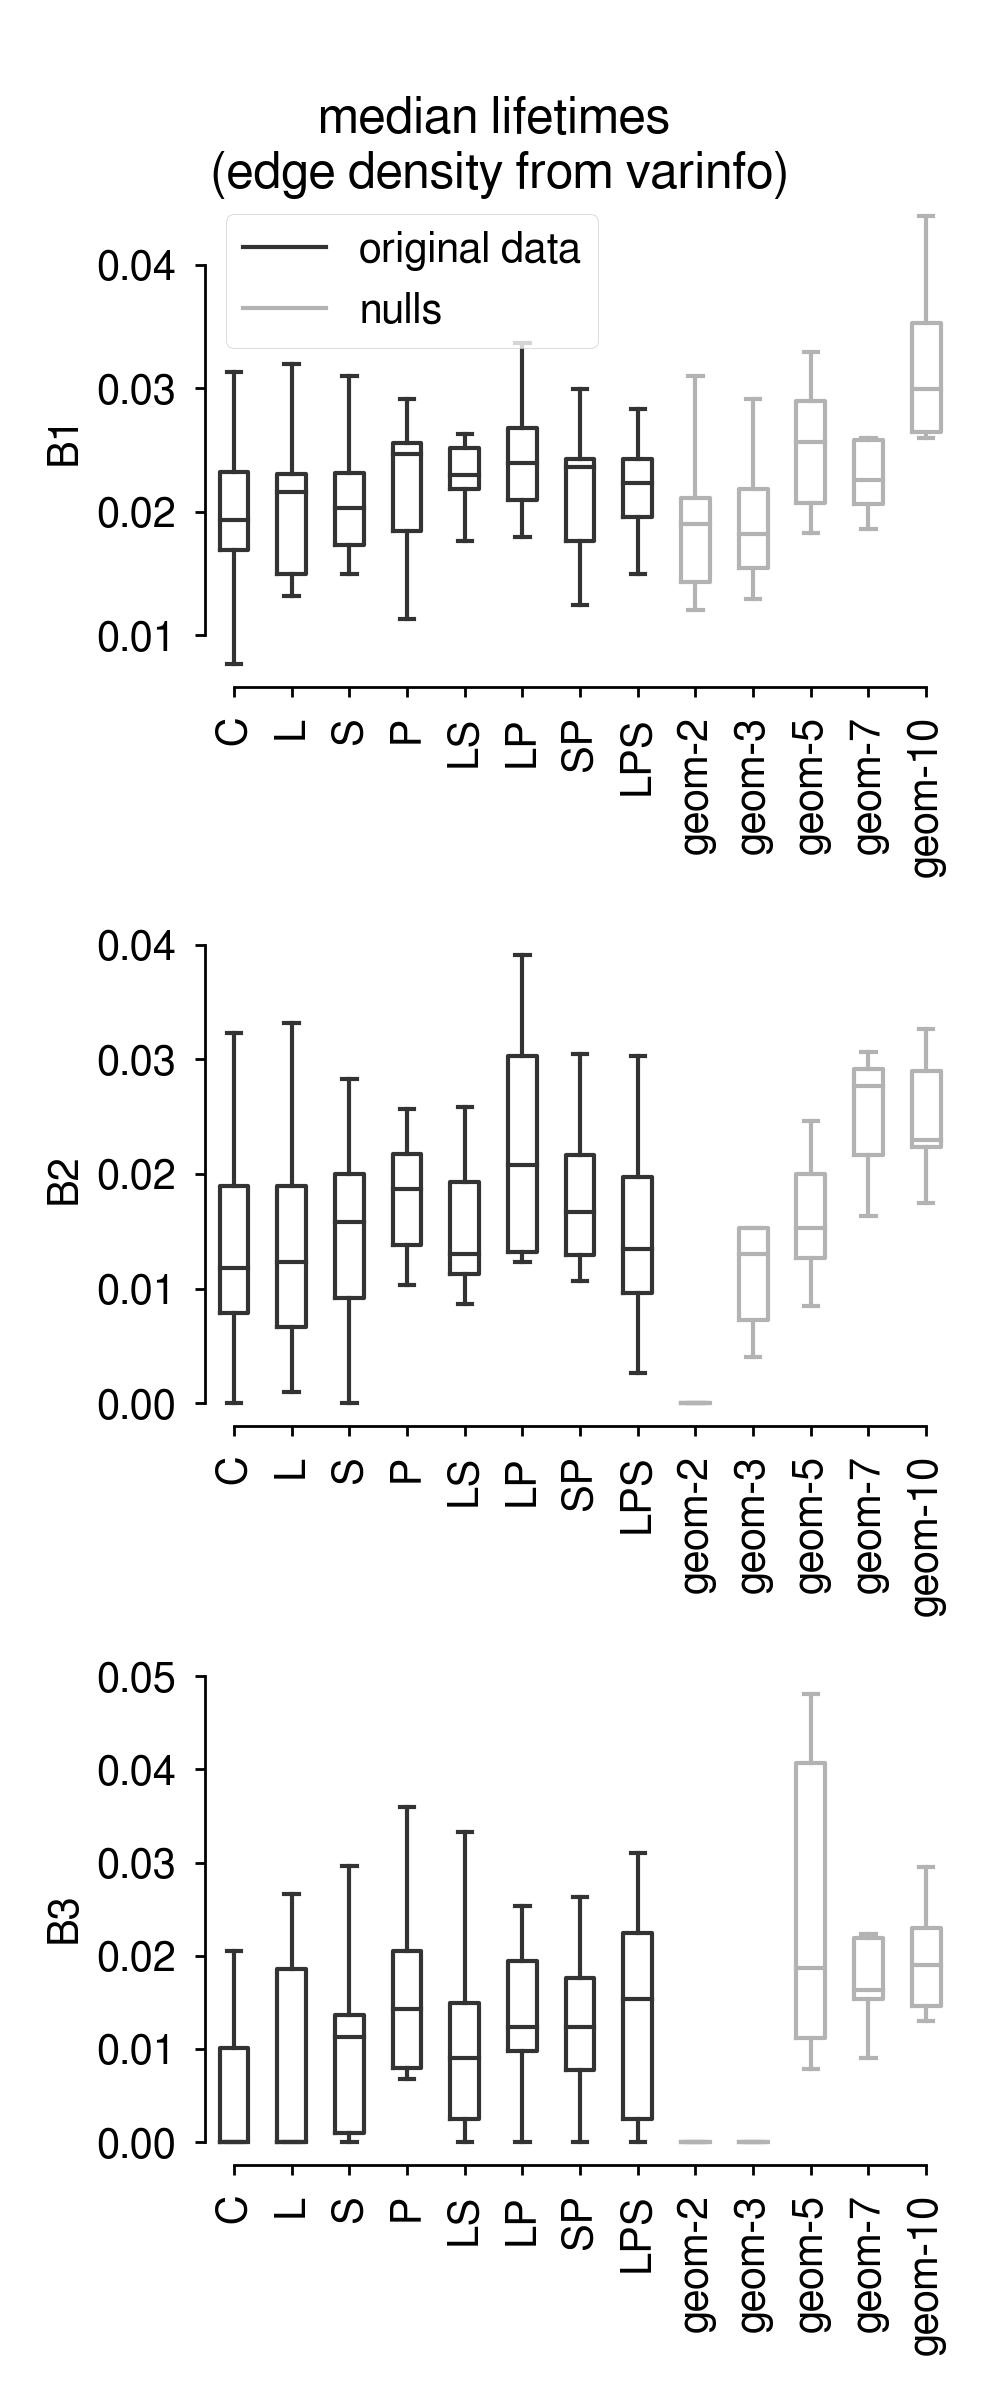 median lifetimes
(edge density from varinfo)
original data
nulls
0.04
0.03
0.02
0.01
B1
C L S P LS LP SP LPS geom-2 geom-3 geom-5 geom-7 geom-10
0.04
0.03
0.02
0.01
0.00
B2
C L S P LS LP SP LPS geom-2 geom-3 geom-5 geom-7 geom-10
0.05
0.04
0.03
0.02
0.01
0.00
B3
C L S P LS LP SP LPS geom-2 geom-3 geom-5 geom-7 geom-10